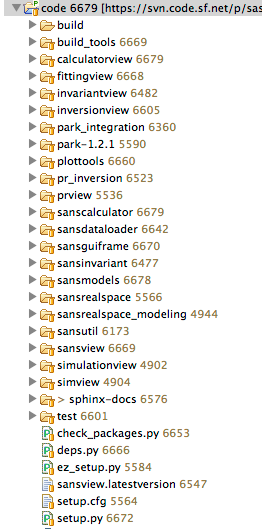 code 6679 [https://svn.code.sf.net/p/sas
build
build_tools 6669
calculatorview 6679
fittingview 6668
invariantview 6482
inversionview 6605
park_integration 6360
park-1.2.1 5590
plottools 6660
pr_inversion 6523
prview 5536
sanscalculator 6679
sansdataloader 6642
sansguiframe 6670
sansinvariant 6477
sansmodels 6678
sansrealspace 5566
sansrealspace_modeling 4944
sansutil 6173
sansview 6669
simulationview 4902
simview 4904
> sphinx-docs 6576
test 6601
check_packages.py 6653
deps.py 6666
ez_setup.py 5584
sansview.latestversion 6547
setup.cfg 5564
setup.py 6672